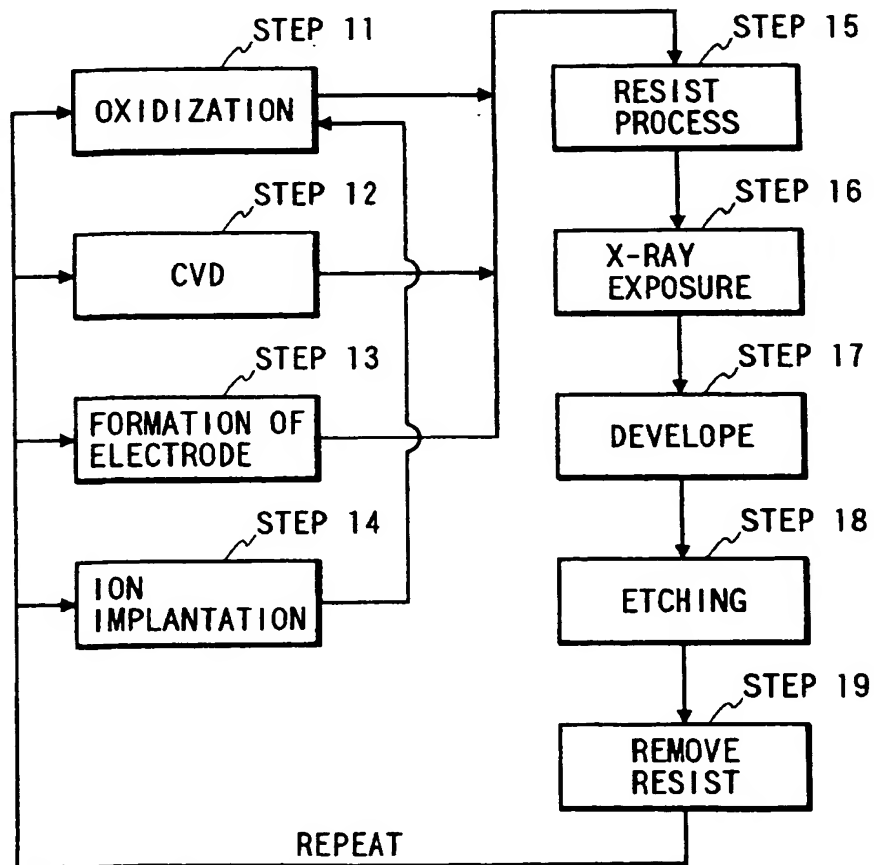 STEP 11
OXIDIZATION
STEP 12
CVD
STEP 13
FORMATION OF
ELECTRODE
STEP 14
ION
IMPLANTATION
STEP 15
RESIST
PROCESS
STEP 16
X-RAY
EXPOSURE
STEP 17
DEVELOPE
STEP 18
ETCHING
STEP 19
REMOVE
RESIST
REPEAT